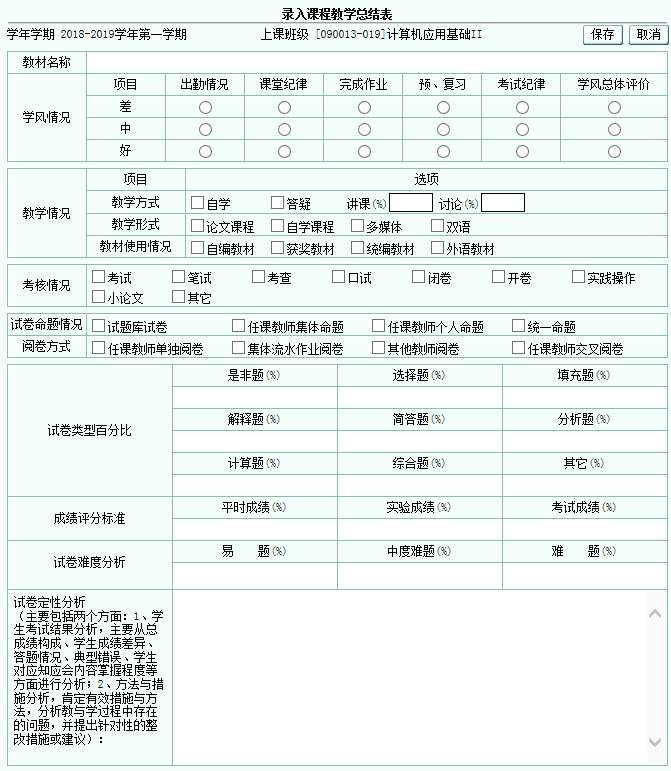 录入课程教学总结表
学年学期 2018-2019学年第一学期 上课班级 [090013-019]计算机应用基础II 保存 取消
教材名称
学风情况 项目 出勤情况 课堂纪律 完成作业 预、复习 考试纪律 学风总体评价
差
中
好
教学情况 项目 选项
教学方式 自学 答疑 讲课(%) 讨论(%)
教学形式 论文课程 自学课程 多媒体 双语
教材使用情况 自编教材 获奖教材 统编教材 外语教材
考核情况 考试 笔试 考查 口试 闭卷 开卷 实践操作
小论文 其它
试卷命题情况 试题库试卷 任课教师集体命题 任课教师个人命题 统一命题
阅卷方式 任课教师单独阅卷 集体流水作业阅卷 其他教师阅卷 任课教师交叉阅卷
试卷类型百分比 是非题(%) 选择题(%) 填充题(%)
解释题(%) 简答题(%) 分析题(%)
计算题(%) 综合题(%) 其它(%)
成绩评分标准 平时成绩(%) 实验成绩(%) 考试成绩(%)
试卷难度分析 易 题(%) 中度难题(%) 难 题(%)
试卷定性分析
(主要包括两个方面: 1、学
生考试结果分析,主要从总
成绩构成、学生成绩差异、
答题情况、典型错误、学生
对应知应会内容掌握程度等
方面进行分析; 2、方法与措
施分析,肯定有效措施与方
法,分析教与学过程中存在
的问题,并提出针对性的整
改措施或建议):